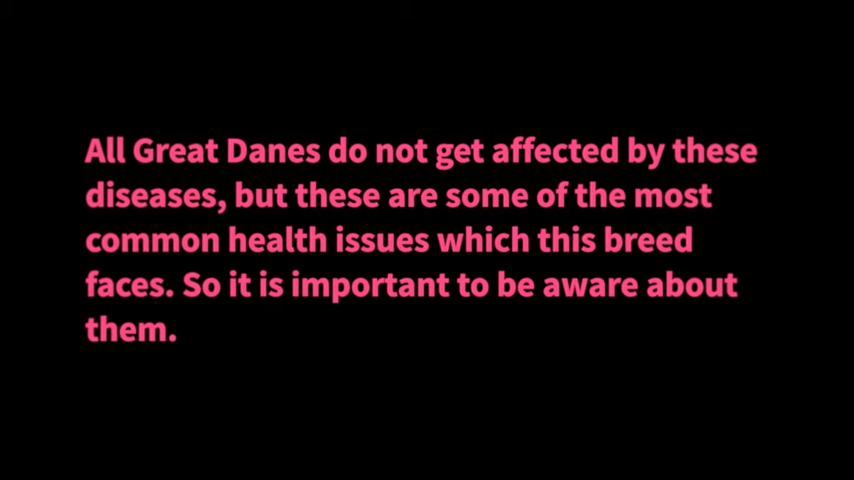 All Great Danes do not get affected by these
diseases, but these are some of the most
common health issues which this breed
faces. So it is important to be aware about
them.